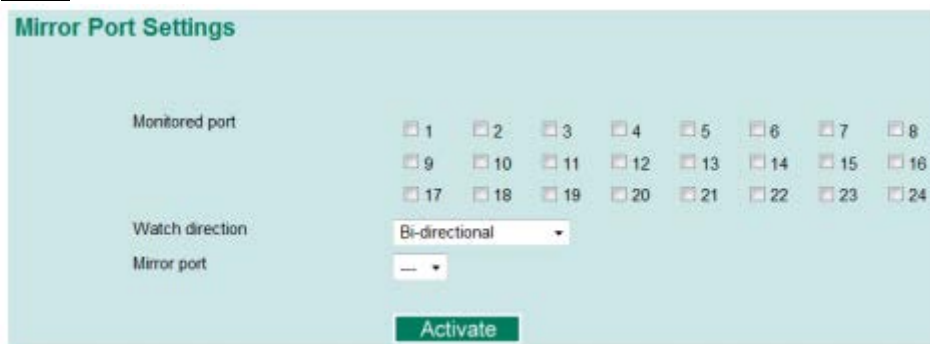 Mirror Port Settings
Monitored port
1 2 3 4 5 6 7 8
9 10 11 12 13 14 15 16
17 18 19 20 21 22 23 24
Watch direction Bi-directional
Mirror port ---
Activate